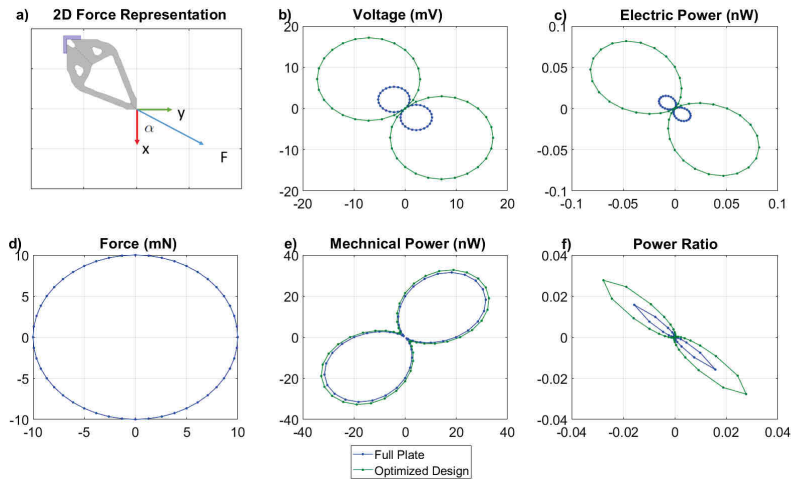 a) 2D Force Representation
y
α
x
F
b) Voltage (mV)
20
10
0
-10
-20
-20 -10 0 10 20
c) Electric Power (nW)
0.1
0.05
0
-0.05
-0.1
-0.1 -0.05 0 0.05 0.1
d) Force (mN)
10
5
0
-5
-10
-10 -5 0 5 10
e) Mechnical Power (nW)
40
20
0
-20
-40
-40 -20 0 20 40
f) Power Ratio
0.04
0.02
0
-0.02
-0.04
-0.04 -0.02 0 0.02 0.04
Full Plate
Optimized Design